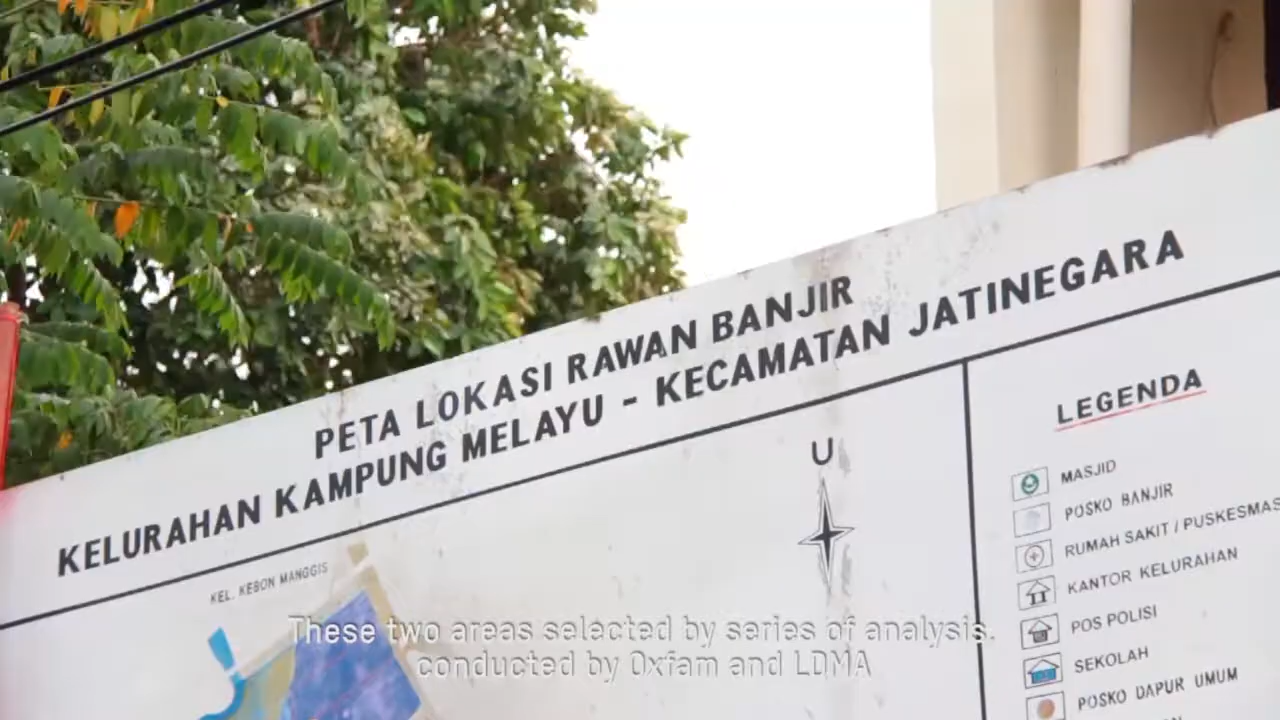 PETA LOKASI RAWAN BANJIR
KELURAHAN KAMPUNG MELAYU - KECAMATAN JATINEGARA
U
LEGENDA
MASJID
POSKO BANJIR
RUMAH SAKIT / PUSKESMAS
KANTOR KELURAHAN
POS POLISI
SEKOLAH
POSKO DAPUR UMUM
KEL. KEBON MANGGIS
These two areas selected by series of analysis.
conducted by Oxfam and LDMA